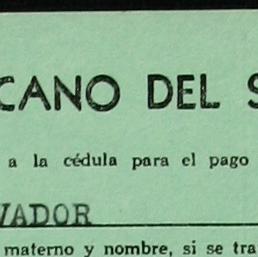 CANO DEL S
a la cédula para el pago
VADOR
materno y nombre, si se tra